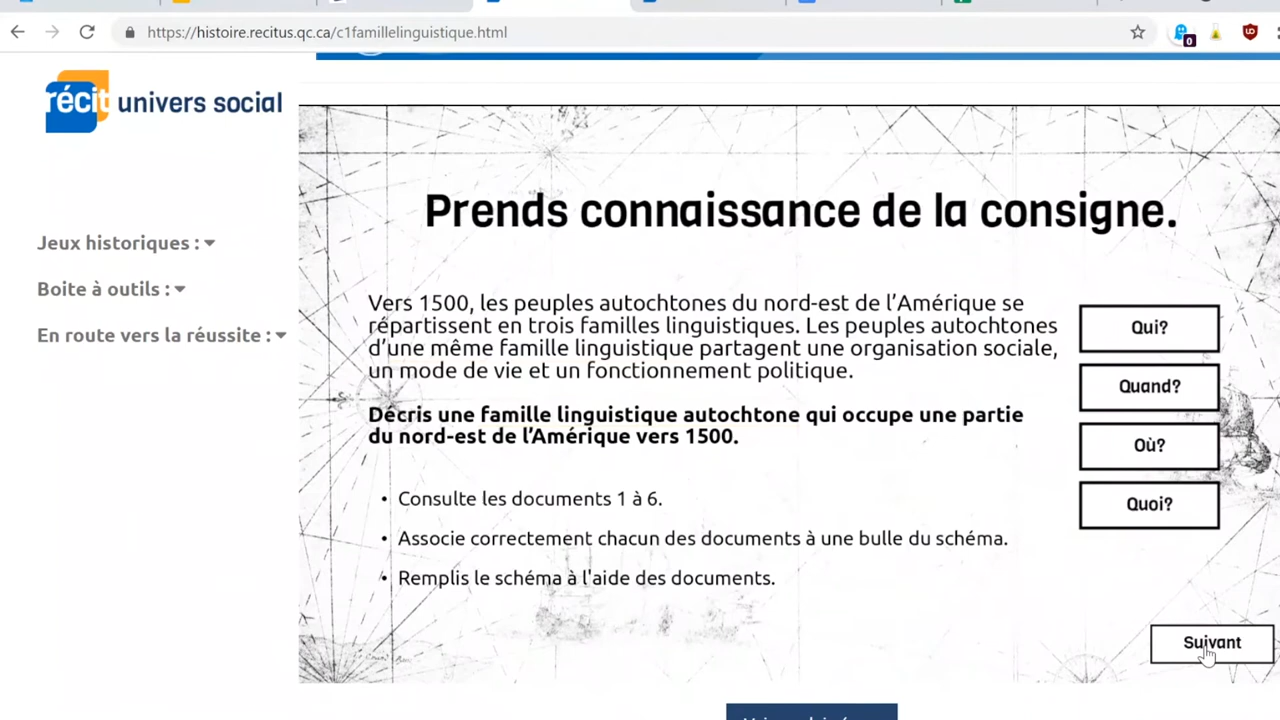 https://histoire.recitus.qc.ca/c1famillelinguistique.html
0
récit univers social
Jeux historiques :
Boite à outils :
En route vers la réussite :
Prends connaissance de la consigne.
Vers 1500, les peuples autochtones du nord-est de l’Amérique se
répartissent en trois familles linguistiques. Les peuples autochtones
d’une même famille linguistique partagent une organisation sociale,
un mode de vie et un fonctionnement politique.
Décris une famille linguistique autochtone qui occupe une partie
du nord-est de l’Amérique vers 1500.
• Consulte les documents 1 à 6.
• Associe correctement chacun des documents à une bulle du schéma.
• Remplis le schéma à l'aide des documents.
Qui?
Quand?
Où?
Quoi?
Suivant